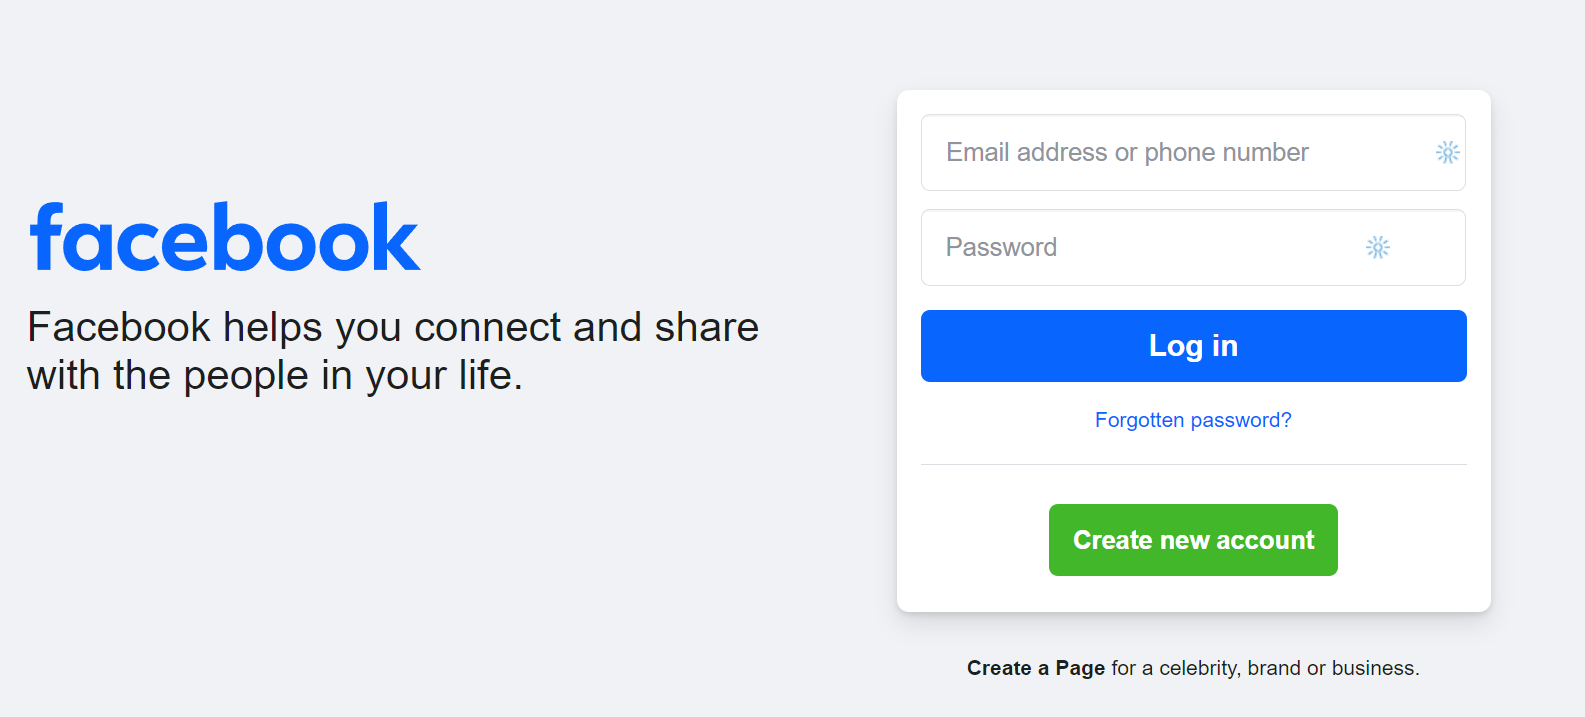 facebook
Facebook helps you connect and share
with the people in your life.
Email address or phone number
Password
Log in
Forgotten password?
Create new account
Create a Page for a celebrity, brand or business.